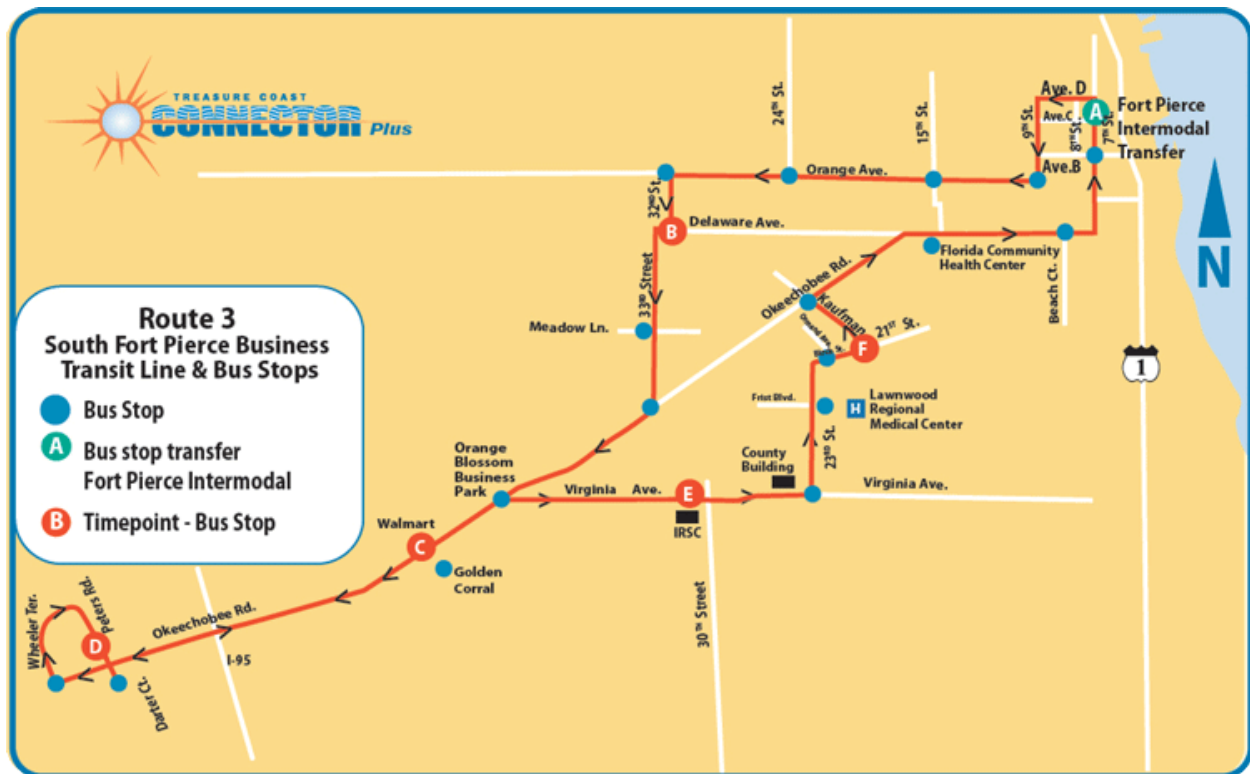 TREASURE COAST
CONNECTOR Plus
24TH St.
15TH St.
Ave. D
Ave.C
9TH St.
8TH St.
7TH St.
A
Fort Pierce
Intermodal
Transfer
Ave.B
Orange Ave.
32ND St.
B
Delaware Ave.
Florida Community
Health Center
Beach Ct.
N
33RD Street
Okeechobee Rd.
Kaufman
21ST St.
F
Meadow Ln.
1
Route 3
South Fort Pierce Business
Transit Line & Bus Stops
Bus Stop
A
Bus stop transfer
Fort Pierce Intermodal
B
Timepoint - Bus Stop
Frist Blvd.
H
Lawnwood
Regional
Medical Center
23RD St.
County
Building
Orange
Blossom
Business
Park
Virginia Ave.
E
IRSC
Virginia Ave.
Walmart
C
Golden
Corral
30TH Street
Okeechobee Rd.
I-95
Wheeler Ter.
Peters Rd.
D
Darter Ct.